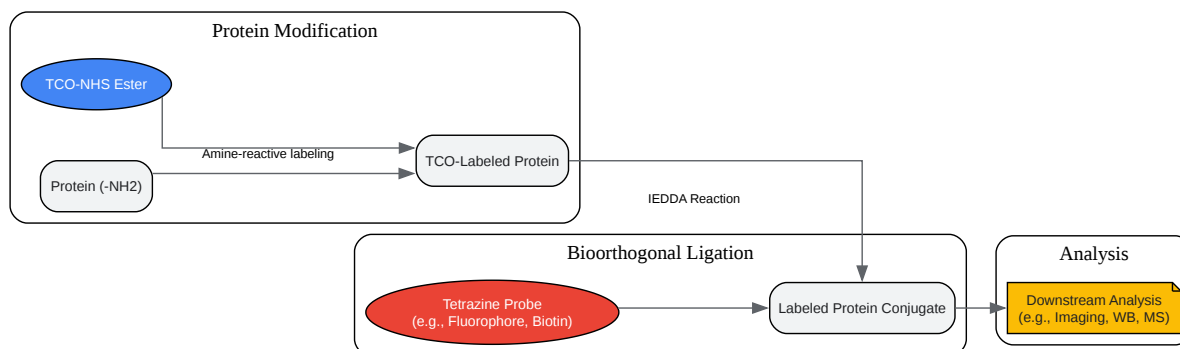 Protein Modification
TCO-NHS Ester
Amine-reactive labeling
TCO-Labeled Protein
Protein (-NH2)
IEDDA Reaction
Bioorthogonal Ligation
Tetrazine Probe
(e.g., Fluorophore, Biotin)
Labeled Protein Conjugate
Analysis
Downstream Analysis
(e.g., Imaging, WB, MS)